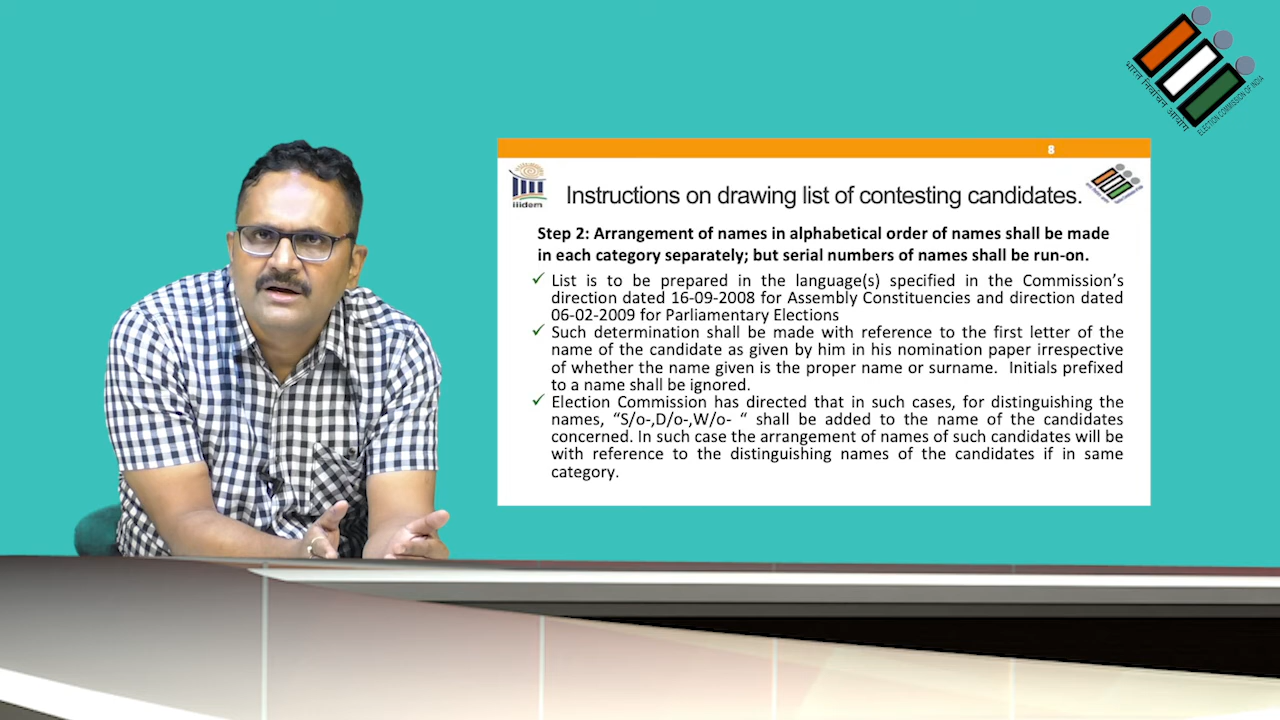 भारत निर्वाचन आयोग
ELECTION COMMISSION OF INDIA
8
iiidem
Instructions on drawing list of contesting candidates.
Step 2: Arrangement of names in alphabetical order of names shall be made
in each category separately; but serial numbers of names shall be run-on.
✓ List is to be prepared in the language(s) specified in the Commission’s
direction dated 16-09-2008 for Assembly Constituencies and direction dated
06-02-2009 for Parliamentary Elections
✓ Such determination shall be made with reference to the first letter of the
name of the candidate as given by him in his nomination paper irrespective
of whether the name given is the proper name or surname. Initials prefixed
to a name shall be ignored.
✓ Election Commission has directed that in such cases, for distinguishing the
names, “S/o-,D/o-,W/o- “ shall be added to the name of the candidates
concerned. In such case the arrangement of names of such candidates will be
with reference to the distinguishing names of the candidates if in same
category.